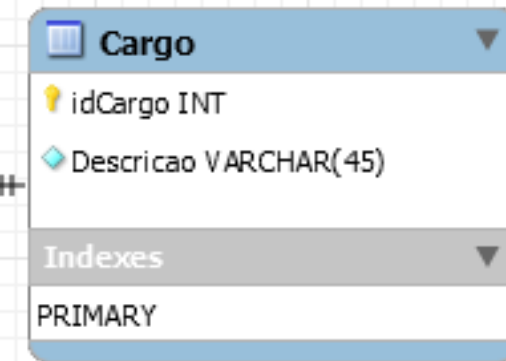 Cargo
idCargo INT
Descricao VARCHAR(45)
Indexes
PRIMARY